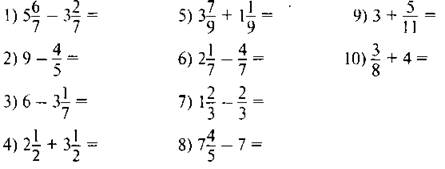 1) 5 6/7 − 3 2/7 =
2) 9 − 4/5 =
3) 6 − 3 1/7 =
4) 2 1/2 + 3 1/2 =
5) 3 7/9 + 1 1/9 =
6) 2 1/7 − 4/7 =
7) 1 2/3 − 2/3 =
8) 7 4/5 − 7 =
9) 3 + 5/11 =
10) 3/8 + 4 =